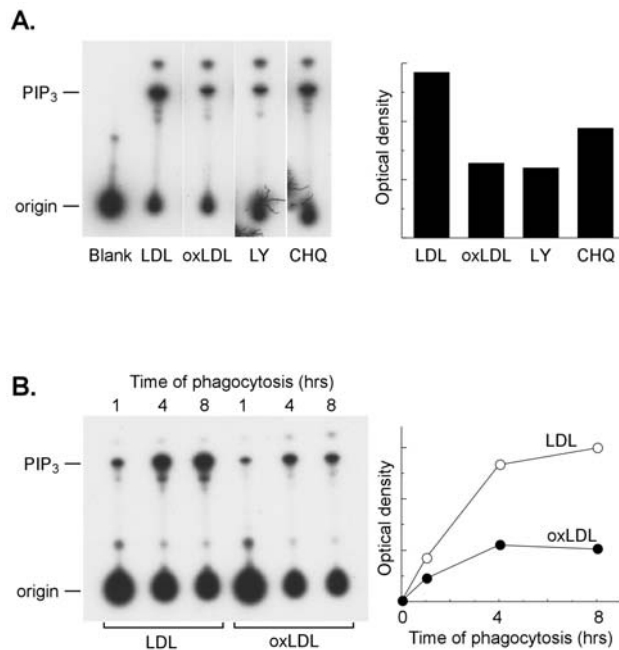 A.
PIP3
origin
Blank LDL oxLDL LY CHQ
Optical density
LDL oxLDL LY CHQ
B.
Time of phagocytosis (hrs)
1 4 8 1 4 8
PIP3
origin
LDL oxLDL
Optical density
LDL
oxLDL
0 4 8
Time of phagocytosis (hrs)